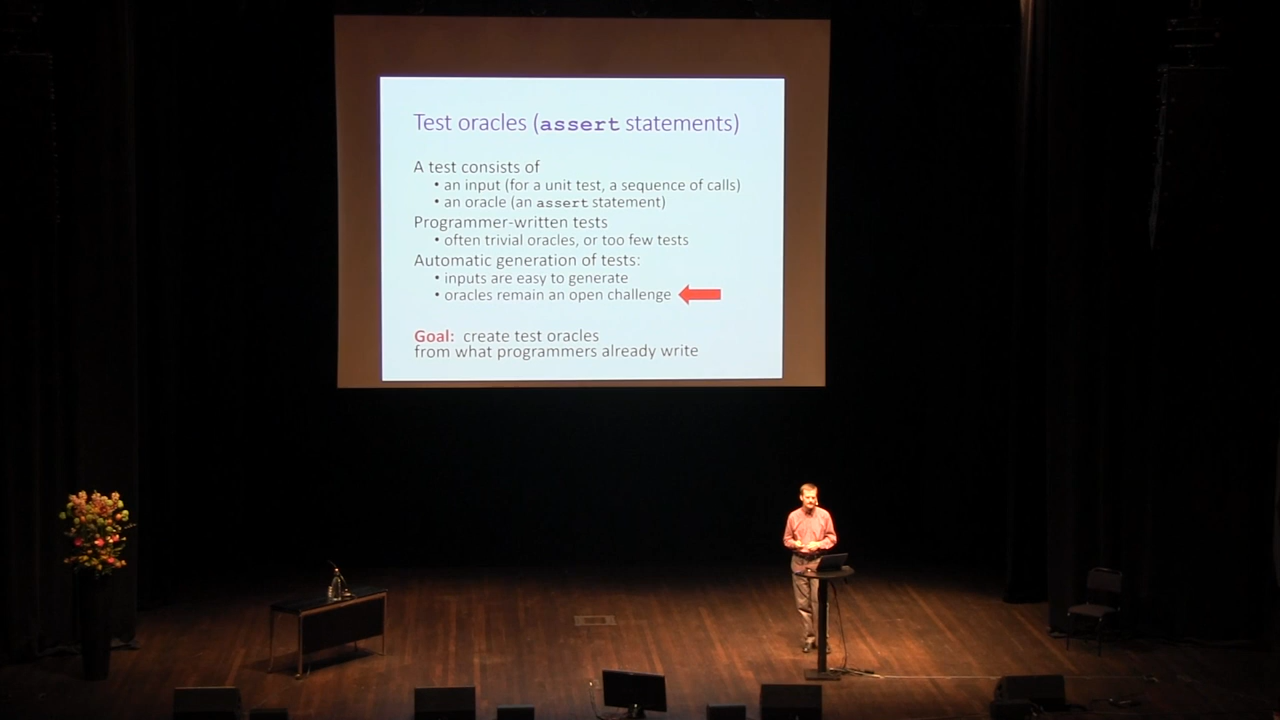 Test oracles (assert statements)
A test consists of
• an input (for a unit test, a sequence of calls)
• an oracle (an assert statement)
Programmer-written tests
• often trivial oracles, or too few tests
Automatic generation of tests:
• inputs are easy to generate
• oracles remain an open challenge
Goal: create test oracles
from what programmers already write